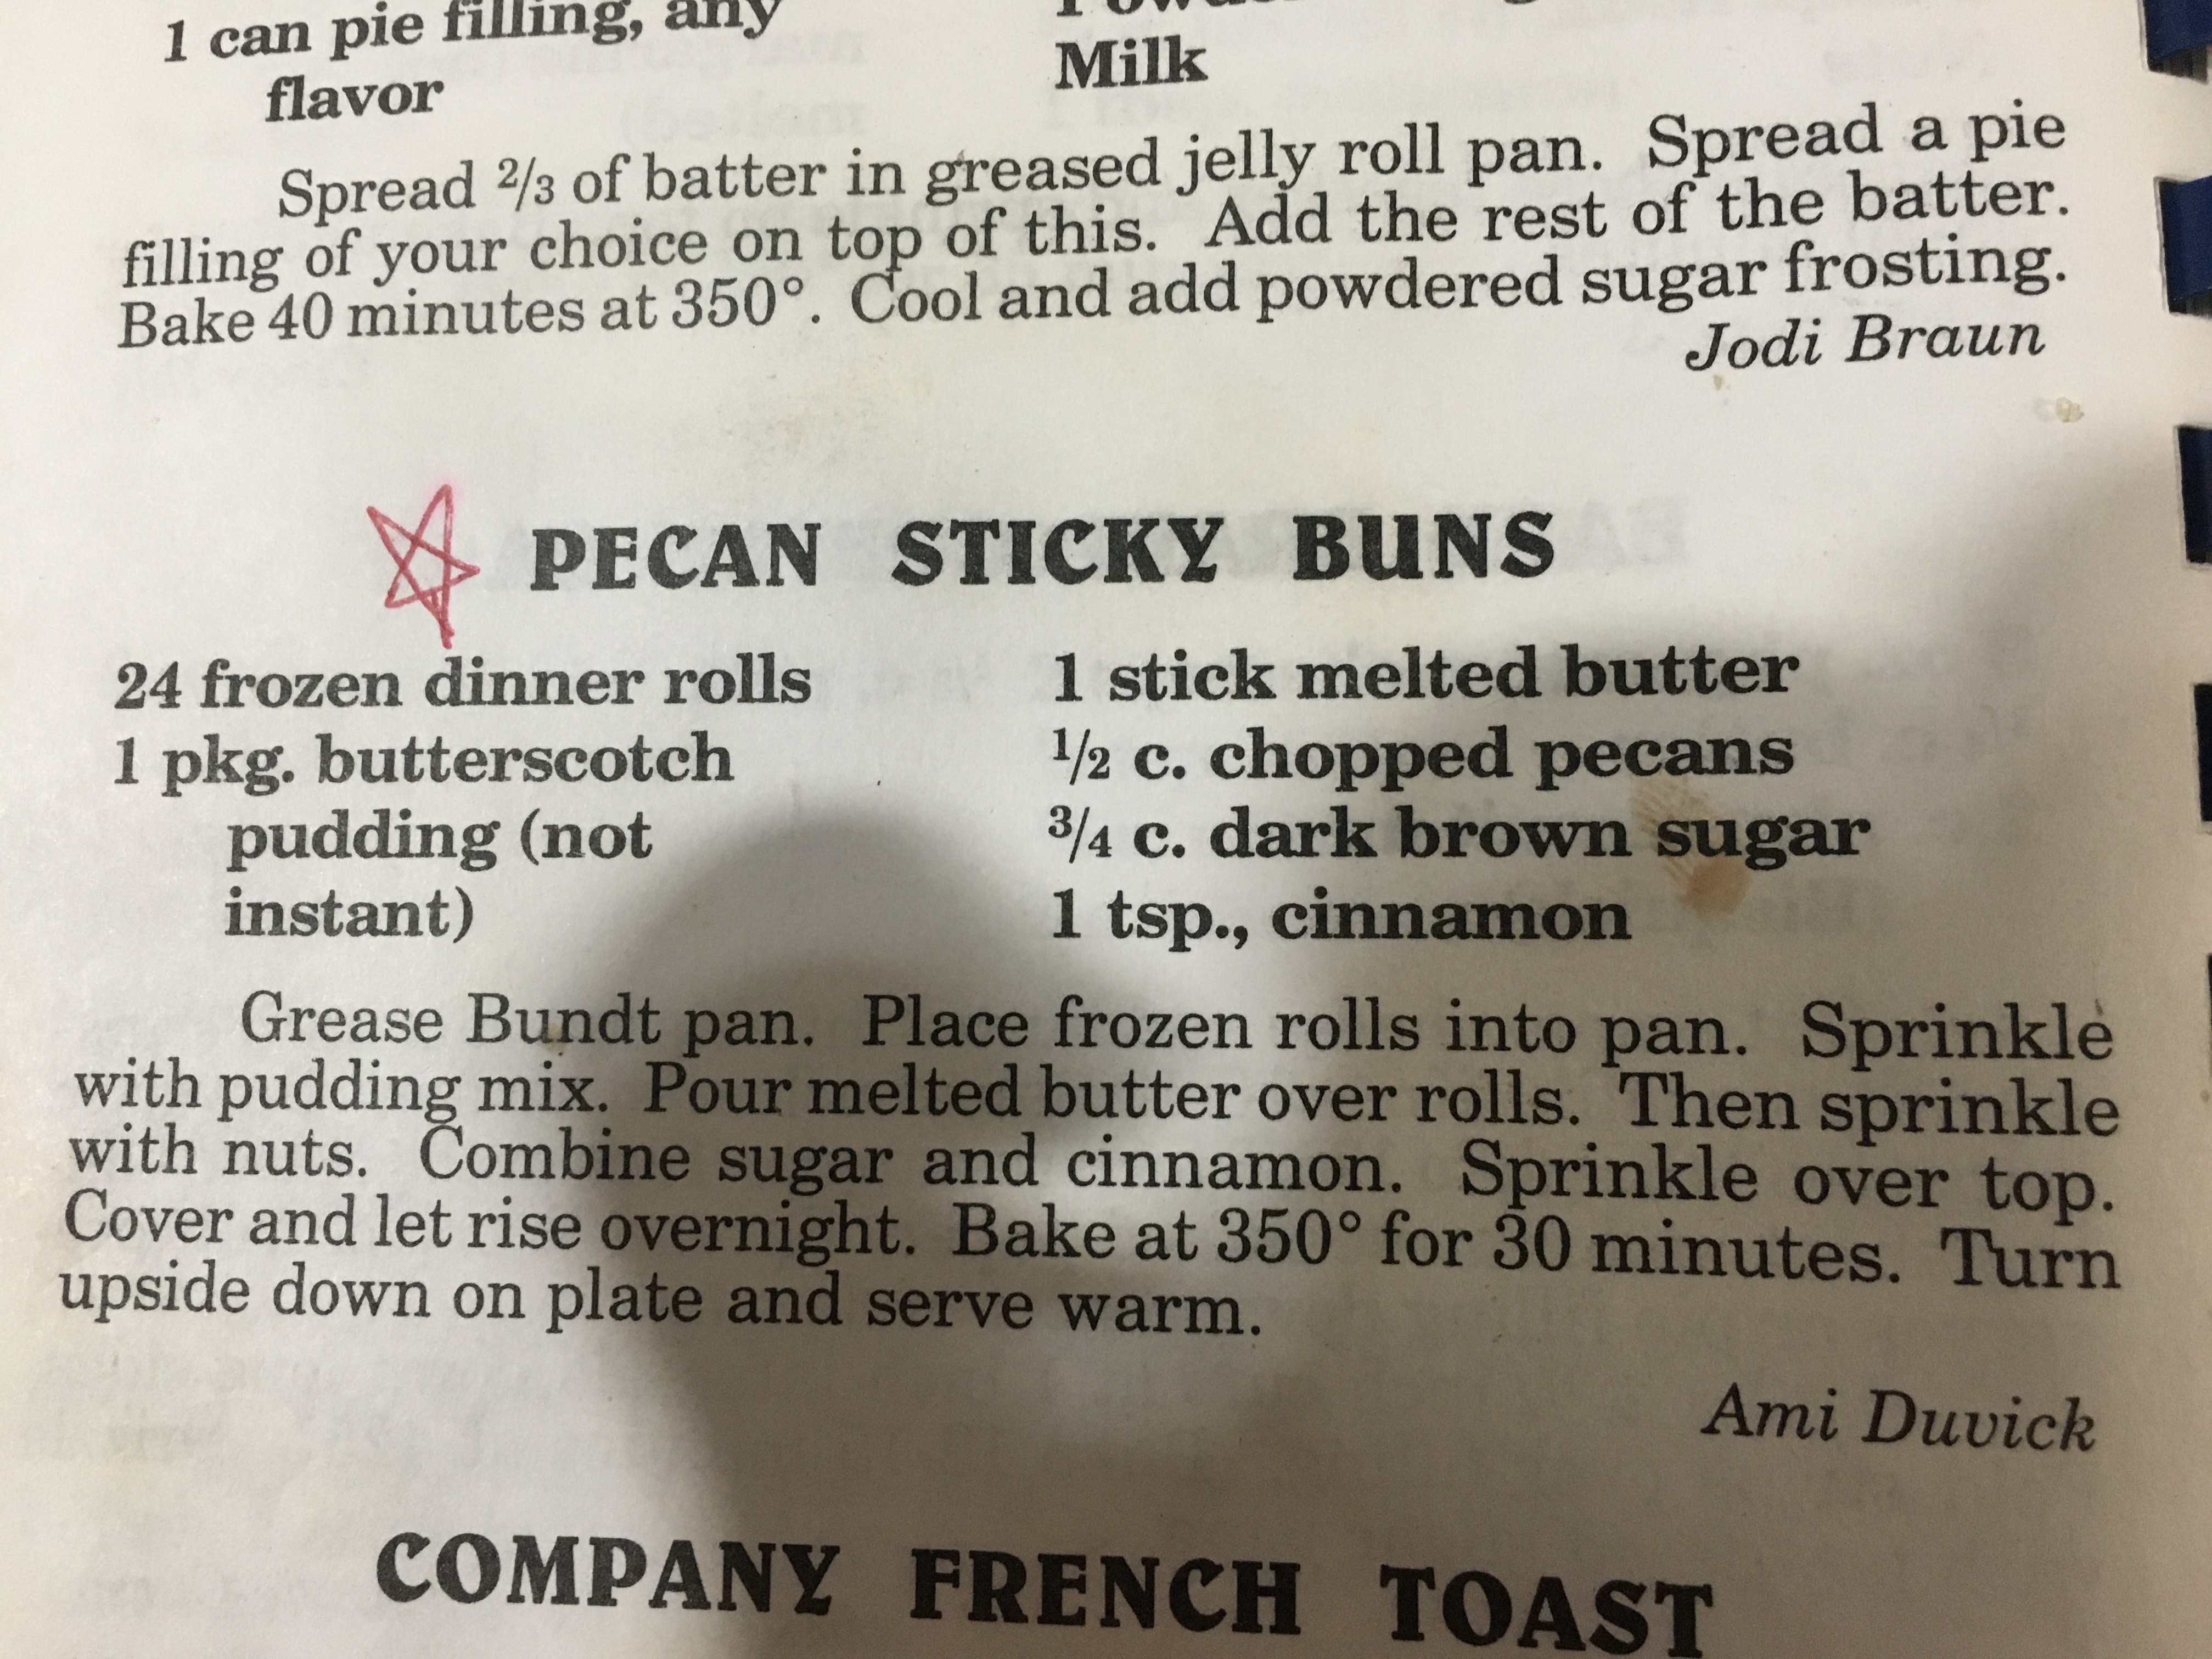 1 can pie filling, any
flavor
Milk
Spread 2/3 of batter in greased jelly roll pan. Spread a pie
filling of your choice on top of this. Add the rest of the batter.
Bake 40 minutes at 350°. Cool and add powdered sugar frosting.
Jodi Braun
PECAN STICKY BUNS
24 frozen dinner rolls
1 pkg. butterscotch
pudding (not
instant)
1 stick melted butter
1/2 c. chopped pecans
3/4 c. dark brown sugar
1 tsp., cinnamon
Grease Bundt pan. Place frozen rolls into pan. Sprinkle
with pudding mix. Pour melted butter over rolls. Then sprinkle
with nuts. Combine sugar and cinnamon. Sprinkle over top.
Cover and let rise overnight. Bake at 350° for 30 minutes. Turn
upside down on plate and serve warm.
Ami Duvick
COMPANY FRENCH TOAST